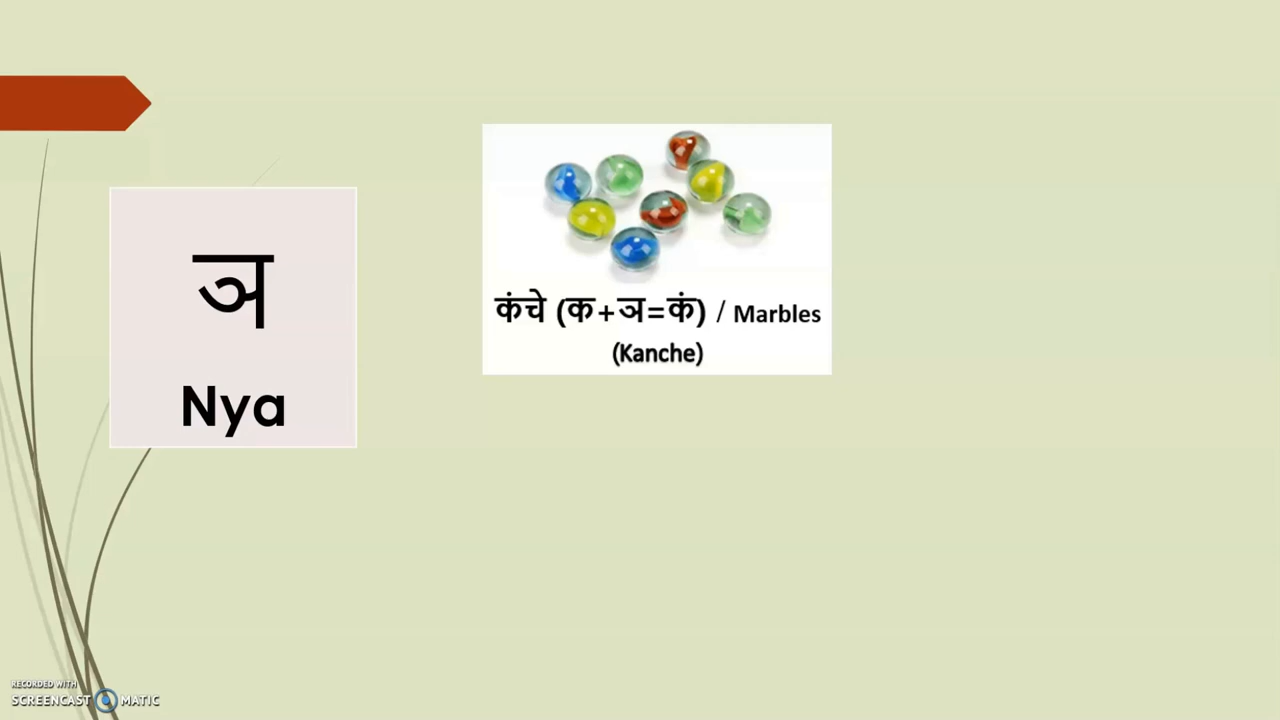 ञ
Nya
कंचे (क+ञ=कं) / Marbles
(Kanche)
RECORDED WITH
SCREENCAST MATIC